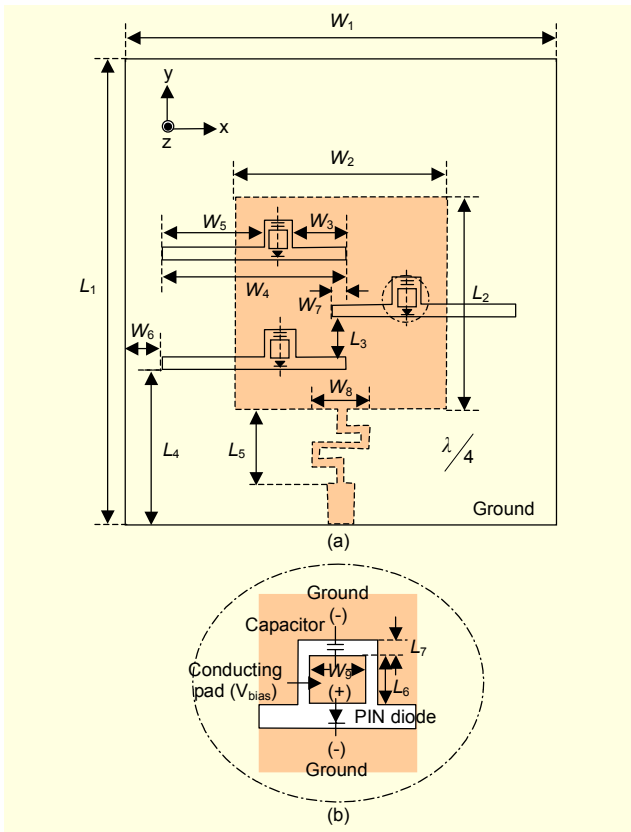 W1
y
x
z
W2
W5
W3
L1
W4
W7
L2
W6
L3
W8
L4
L5
λ/4
Ground
(a)
Ground
(-)
Capacitor
L7
Conducting
pad (Vbias)
W9
(+)
L6
PIN diode
(-)
Ground
(b)